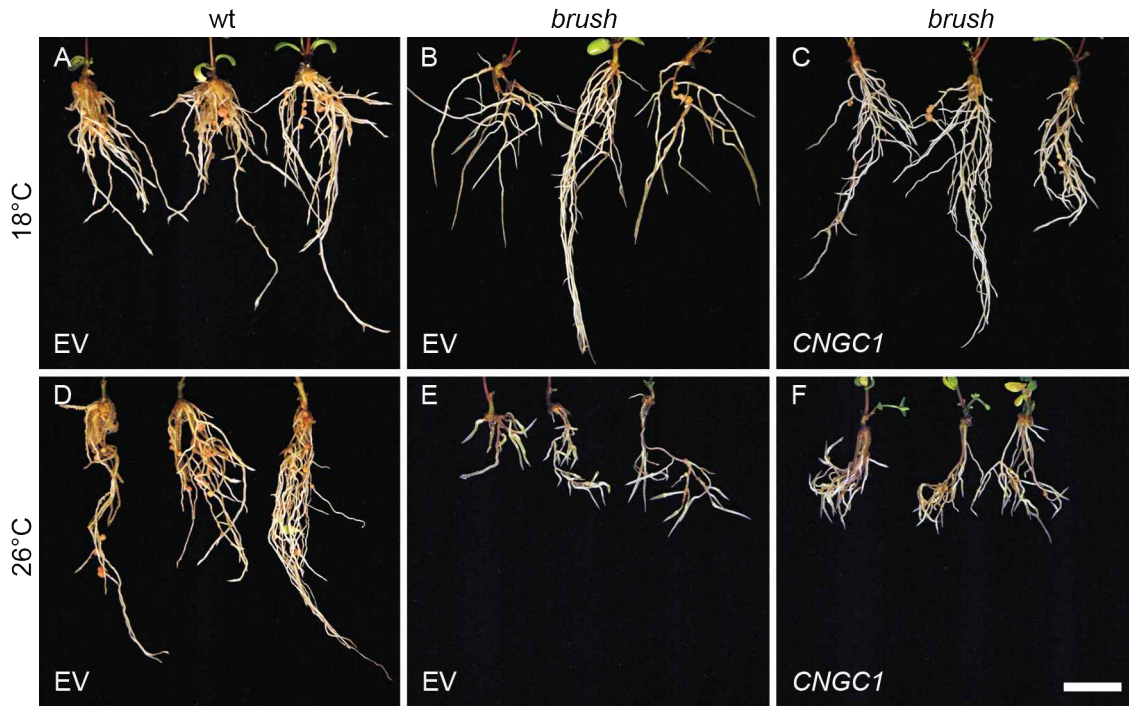 wt brush brush
18°C
A B C
EV EV CNGC1
26°C
D E F
EV EV CNGC1